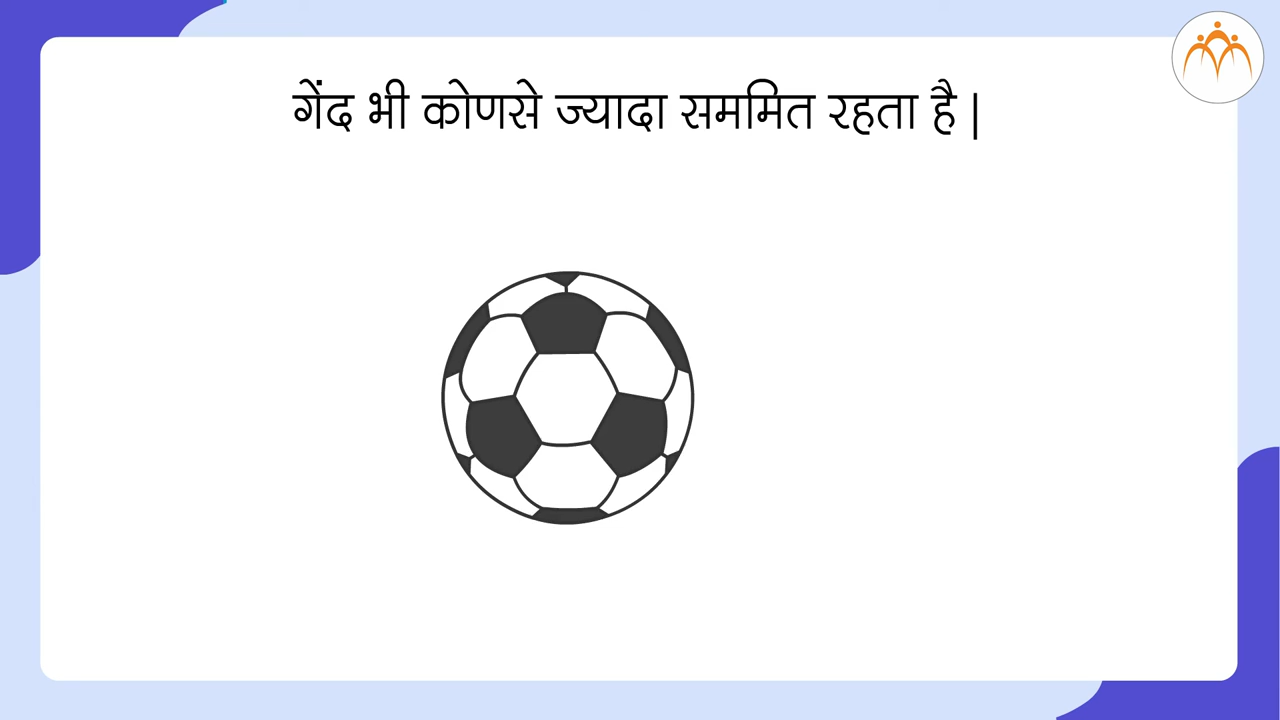 गेंद भी कोणसे ज्यादा सममित रहता है |